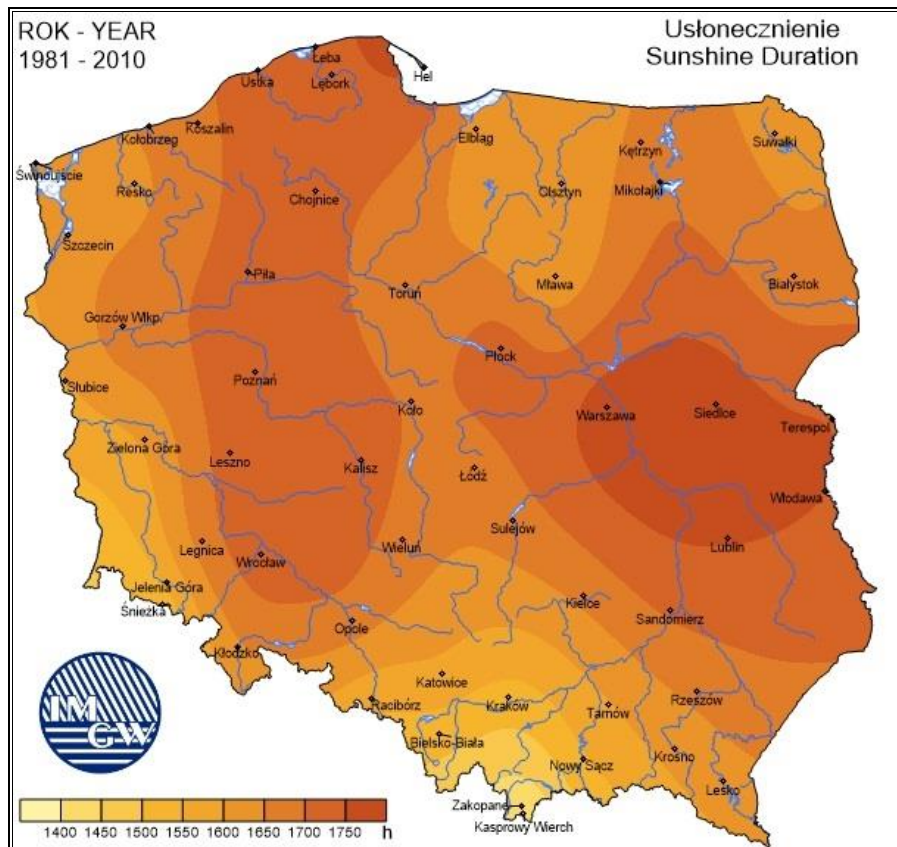 ROK - YEAR
1981 - 2010
Usłonecznienie
Sunshine Duration
Łeba
Hel
Ustka
Lębork
Koszalin
Kołobrzeg
Elbląg
Suwałki
Kętrzyn
Świnoujście
Resko
Chojnice
Olsztyn
Mikołajki
Szczecin
Piła
Toruń
Mława
Białystok
Gorzów Wlkp.
Płock
Słubice
Poznań
Koło
Warszawa
Siedlce
Terespol
Zielona Góra
Leszno
Kalisz
Łódź
Włodawa
Sulejów
Legnica
Wrocław
Wieluń
Lublin
Jelenia Góra
Śnieżka
Kielce
Sandomierz
Opole
Kłodzko
Katowice
Racibórz
Kraków
Tarnów
Rzeszów
Bielsko-Biała
Nowy Sącz
Krosno
Lesko
Zakopane
Kasprowy Wierch
IM
GW
1400 1450 1500 1550 1600 1650 1700 1750 h